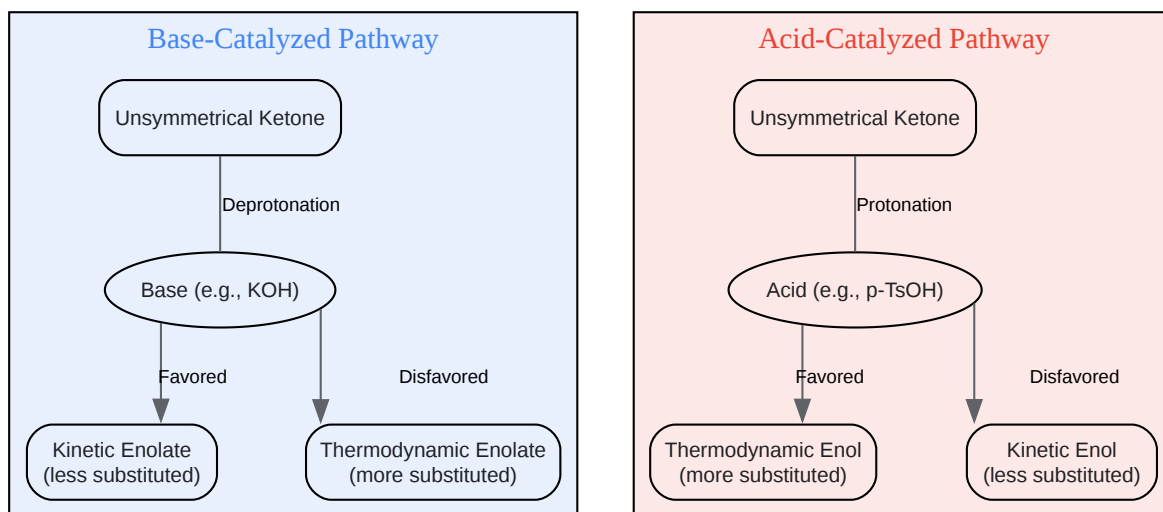 Base-Catalyzed Pathway
Unsymmetrical Ketone
Deprotonation
Base (e.g., KOH)
Favored
Disfavored
Kinetic Enolate
(less substituted)
Thermodynamic Enolate
(more substituted)
Acid-Catalyzed Pathway
Unsymmetrical Ketone
Protonation
Acid (e.g., p-TsOH)
Favored
Disfavored
Thermodynamic Enol
(more substituted)
Kinetic Enol
(less substituted)